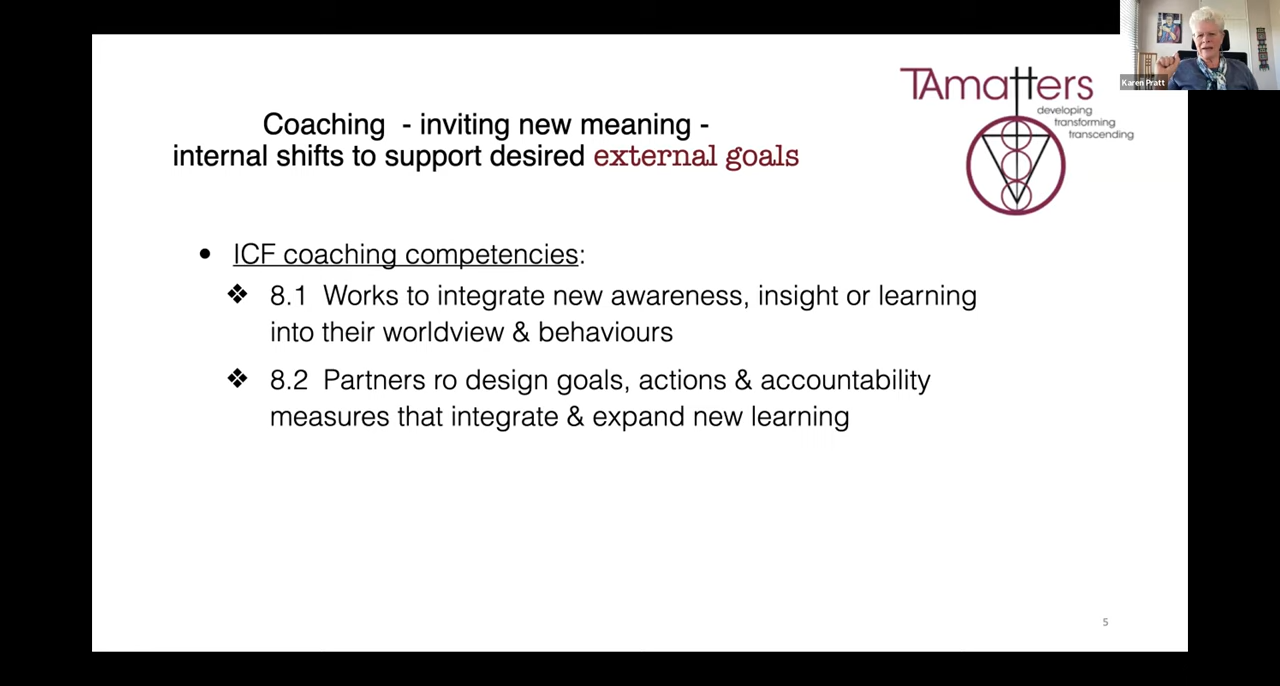 Karen Pratt
TAmatters
developing
transforming
transcending
Coaching - inviting new meaning -
internal shifts to support desired external goals
• ICF coaching competencies:
❖ 8.1 Works to integrate new awareness, insight or learning
into their worldview & behaviours
❖ 8.2 Partners ro design goals, actions & accountability
measures that integrate & expand new learning
5